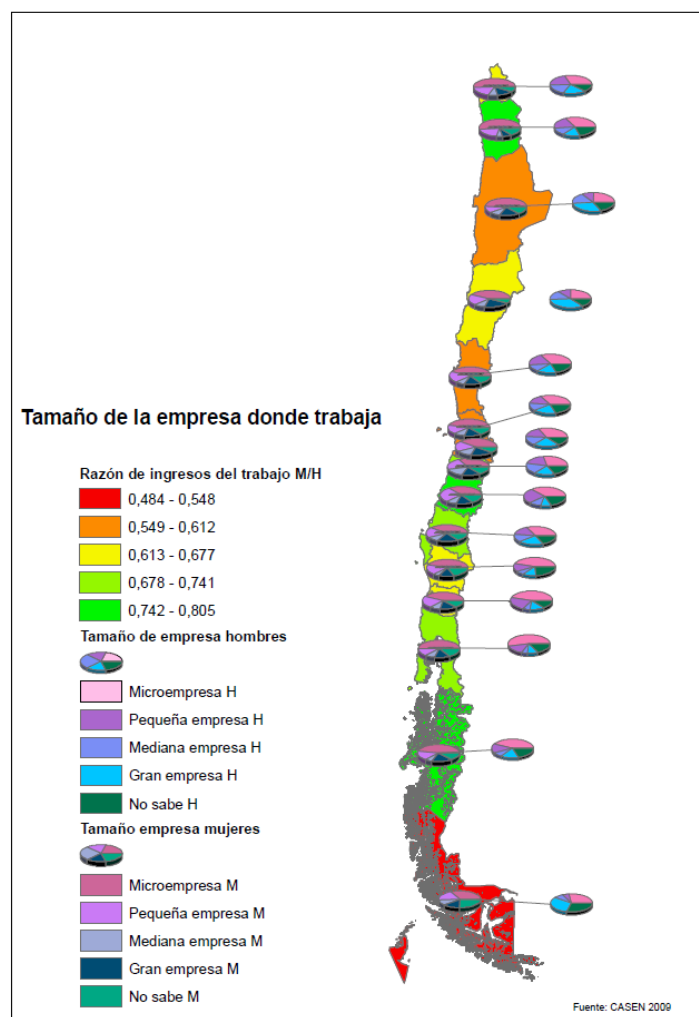 Tamaño de la empresa donde trabaja
Razón de ingresos del trabajo M/H
0,484 - 0,548
0,549 - 0,612
0,613 - 0,677
0,678 - 0,741
0,742 - 0,805
Tamaño de empresa hombres
Microempresa H
Pequeña empresa H
Mediana empresa H
Gran empresa H
No sabe H
Tamaño empresa mujeres
Microempresa M
Pequeña empresa M
Mediana empresa M
Gran empresa M
No sabe M
Fuente: CASEN 2009